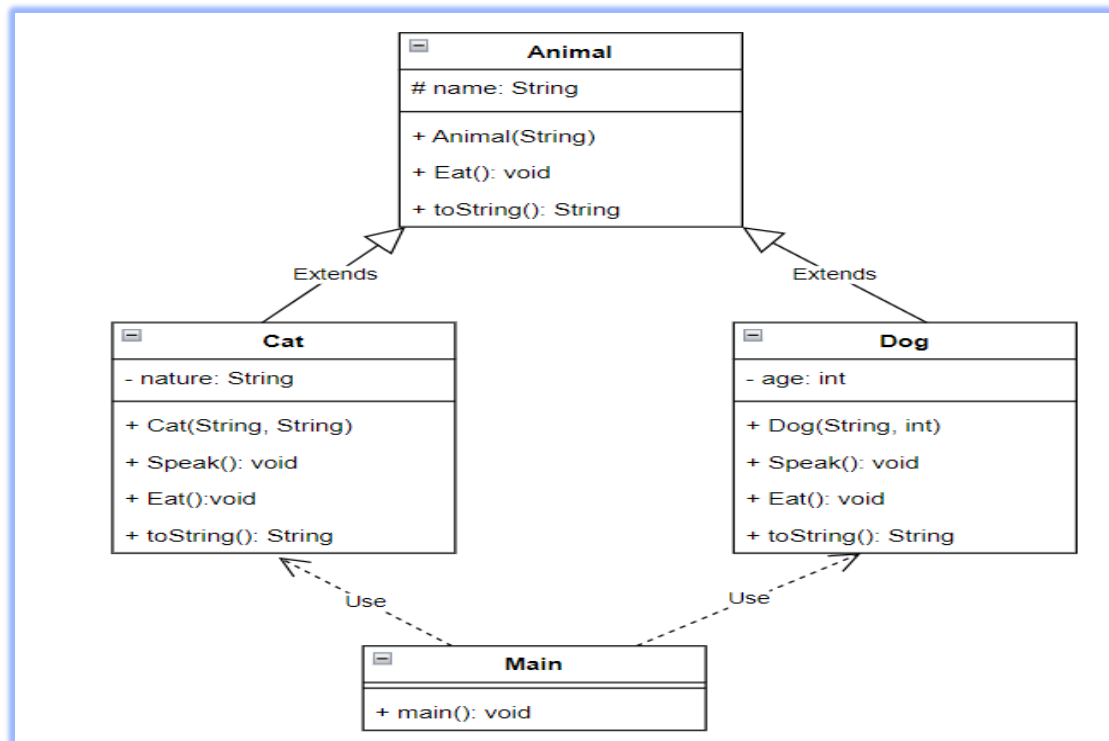 Animal
# name: String
+ Animal(String)
+ Eat(): void
+ toString(): String
Extends
Extends
Cat
- nature: String
+ Cat(String, String)
+ Speak(): void
+ Eat():void
+ toString(): String
Dog
- age: int
+ Dog(String, int)
+ Speak(): void
+ Eat(): void
+ toString(): String
Use
Use
Main
+ main(): void